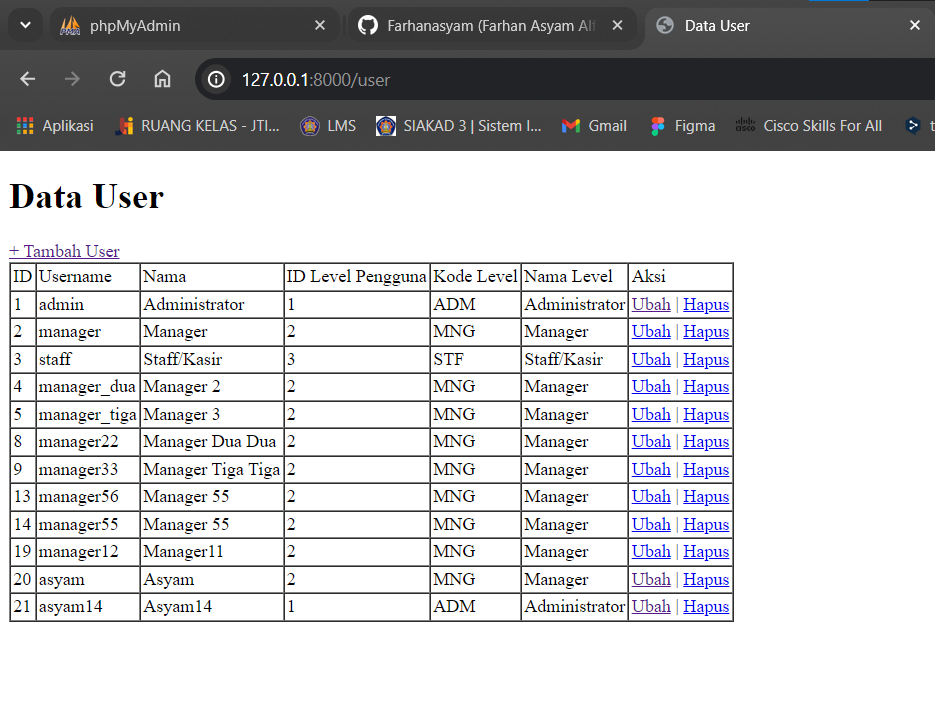 phpMyAdmin
Farhanasyam (Farhan Asyam Alf
Data User
127.0.0.1:8000/user
Aplikasi RUANG KELAS - JTI... LMS SIAKAD 3 | Sistem I... Gmail Figma Cisco Skills For All t
Data User
+ Tambah User
ID Username Nama ID Level Pengguna Kode Level Nama Level Aksi
1 admin Administrator 1 ADM Administrator Ubah | Hapus
2 manager Manager 2 MNG Manager Ubah | Hapus
3 staff Staff/Kasir 3 STF Staff/Kasir Ubah | Hapus
4 manager_dua Manager 2 2 MNG Manager Ubah | Hapus
5 manager_tiga Manager 3 2 MNG Manager Ubah | Hapus
8 manager22 Manager Dua Dua 2 MNG Manager Ubah | Hapus
9 manager33 Manager Tiga Tiga 2 MNG Manager Ubah | Hapus
13 manager56 Manager 55 2 MNG Manager Ubah | Hapus
14 manager55 Manager 55 2 MNG Manager Ubah | Hapus
19 manager12 Manager11 2 MNG Manager Ubah | Hapus
20 asyam Asyam 2 MNG Manager Ubah | Hapus
21 asyam14 Asyam14 1 ADM Administrator Ubah | Hapus